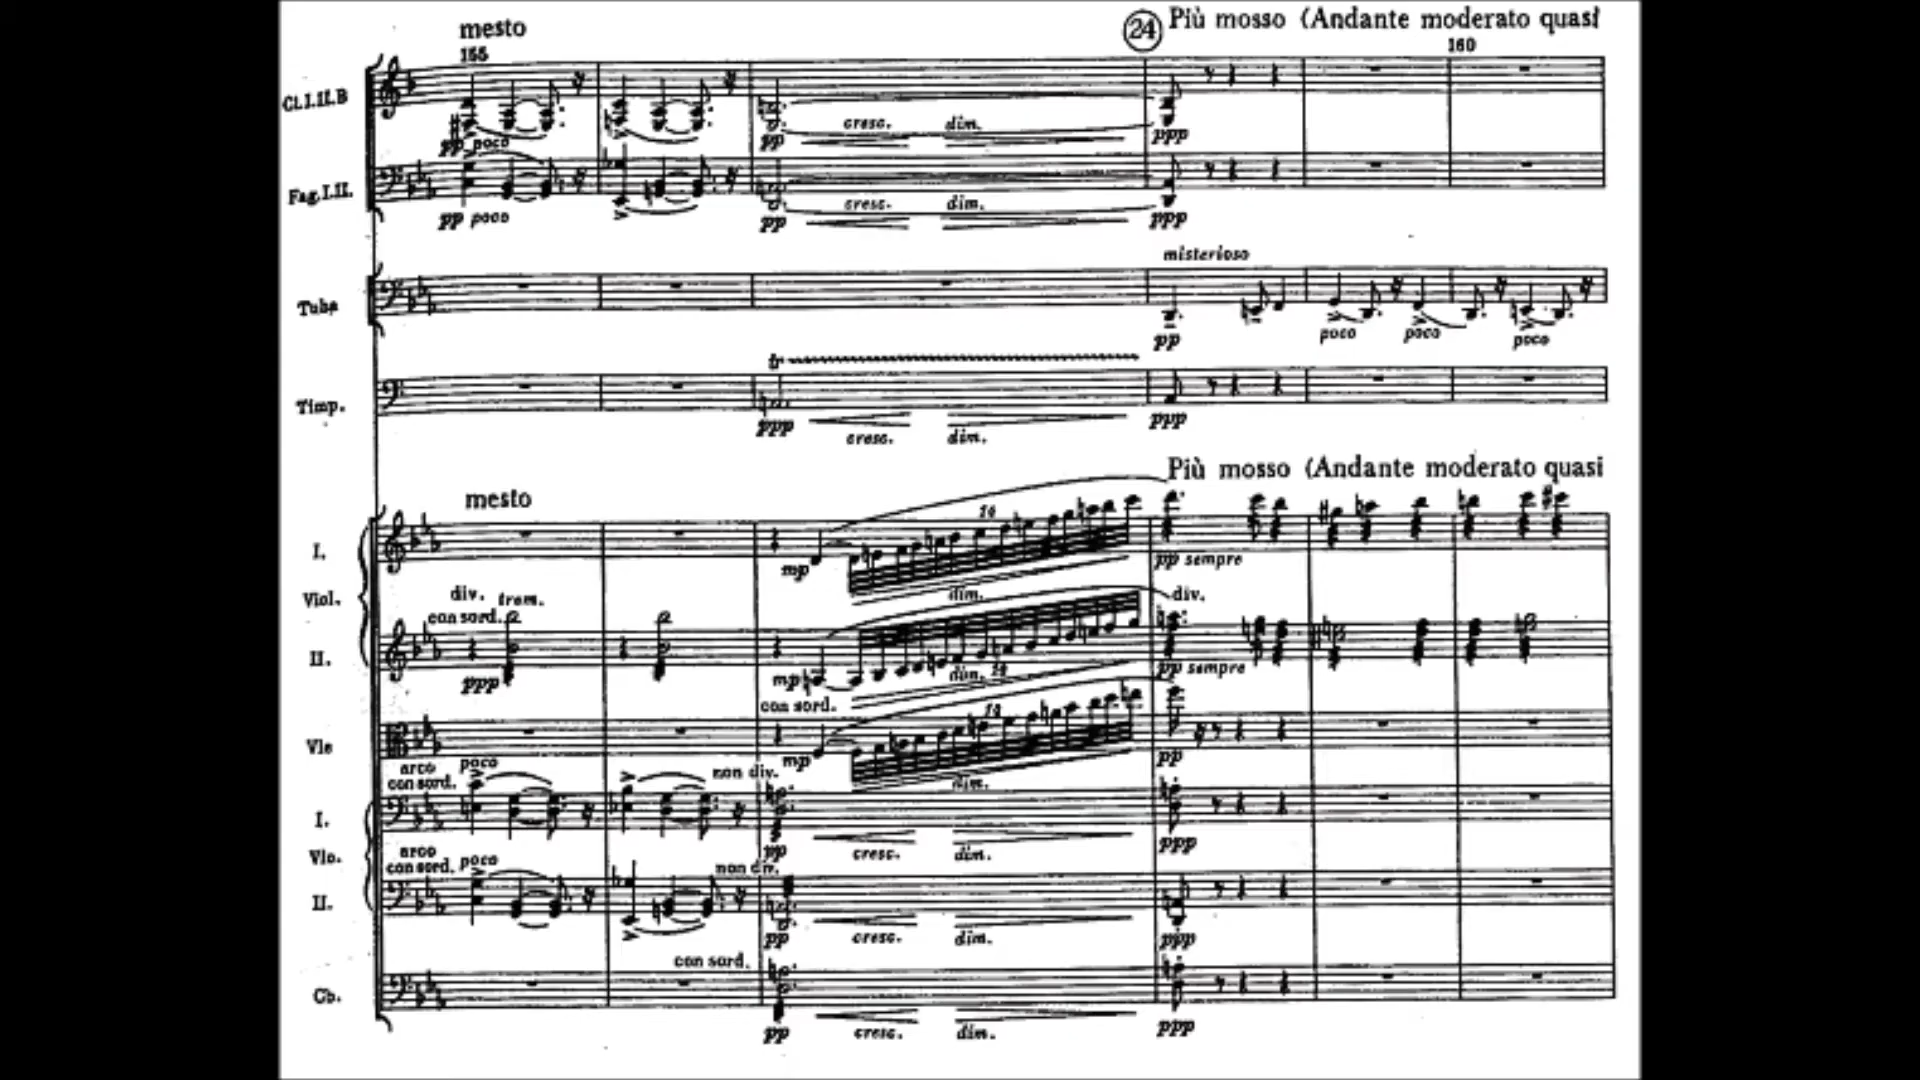 mesto
24 Più mosso (Andante moderato quasi
155
160
Cl.I.II.B
pp poco
pp
cresc.
dim.
ppp
Fag.I.II.
pp poco
pp
cresc.
dim.
ppp
misterioso
Tuba
pp
poco
poco
poco
tr
Timp.
ppp
cresc.
dim.
ppp
Più mosso (Andante moderato quasi
mesto
14
I.
mp
pp sempre
dim.
Viol.
div. trem.
con sord.
div.
II.
ppp
mp
dim. 14
pp sempre
con sord.
14
Vle
mp
dim.
pp
arco poco
con sord.
non div.
I.
pp
cresc.
dim.
ppp
Vlc.
arco
con sord. poco
non div.
II.
pp
cresc.
dim.
ppp
con sord.
Cb.
pp
cresc.
dim.
ppp